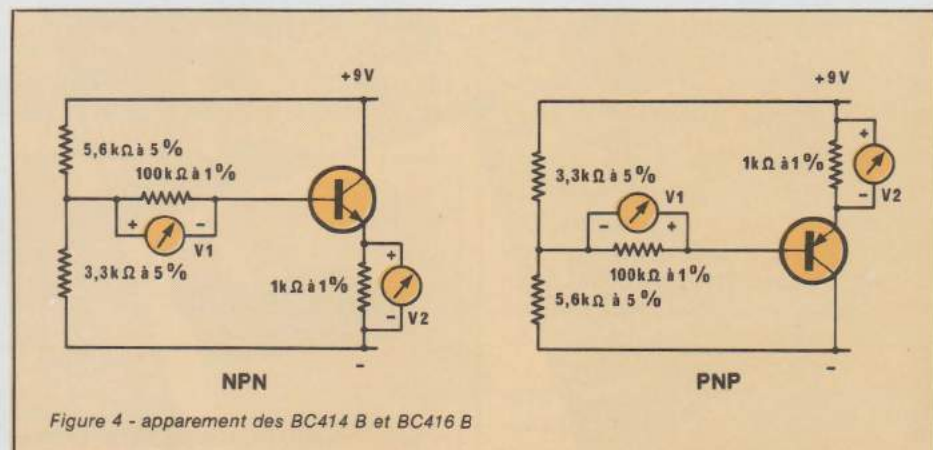 +9V
5,6kΩ à 5%
100kΩ à 1%
+ -
V1
3,3kΩ à 5%
+
1kΩ à 1%
-
V2
-
NPN
+9V
+
1kΩ à 1%
-
V2
3,3kΩ à 5%
V1
- +
100kΩ à 1%
5,6kΩ à 5%
-
PNP
Figure 4 - apparement des BC414 B et BC416 B